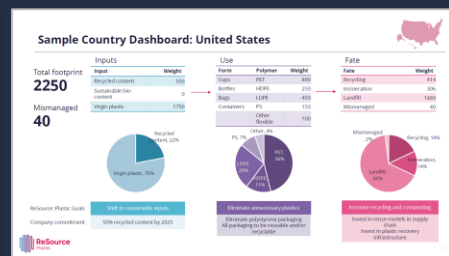 Sample Country Dashboard: United States
Total footprint
2250
Mismanaged
40
Inputs
Input Weight
Recycled content 500
Sustainable bio-
content 0
Virgin plastic 1750
Use
Form Polymer Weight
Cups PET 800
Bottles HDPE 250
Bags LDPE 450
Containers PS 150
Other
flexible 100
Fate
Fate Weight
Recycling 414
Incineration 306
Landfill 1480
Mismanaged 40
Recycled
content, 22%
Virgin plastic, 78%
Other, 4%
PS, 7%
PET,
36%
LDPE,
20%
HDPE,
11%
Mismanaged
, 2%
Recycling, 18%
Incineration,
14%
Landfill,
66%
ReSource Plastic Goals
Shift to sustainable inputs
Eliminate unnecessary plastics
Increase recycling and composting
Company commitment
50% recycled content by 2025
Eliminate polystyrene packaging
All packaging to be reusable and/or
recyclable
Invest in reuse models in supply
chain
Invest in plastic recovery
infrastructure
ReSource
Plastic